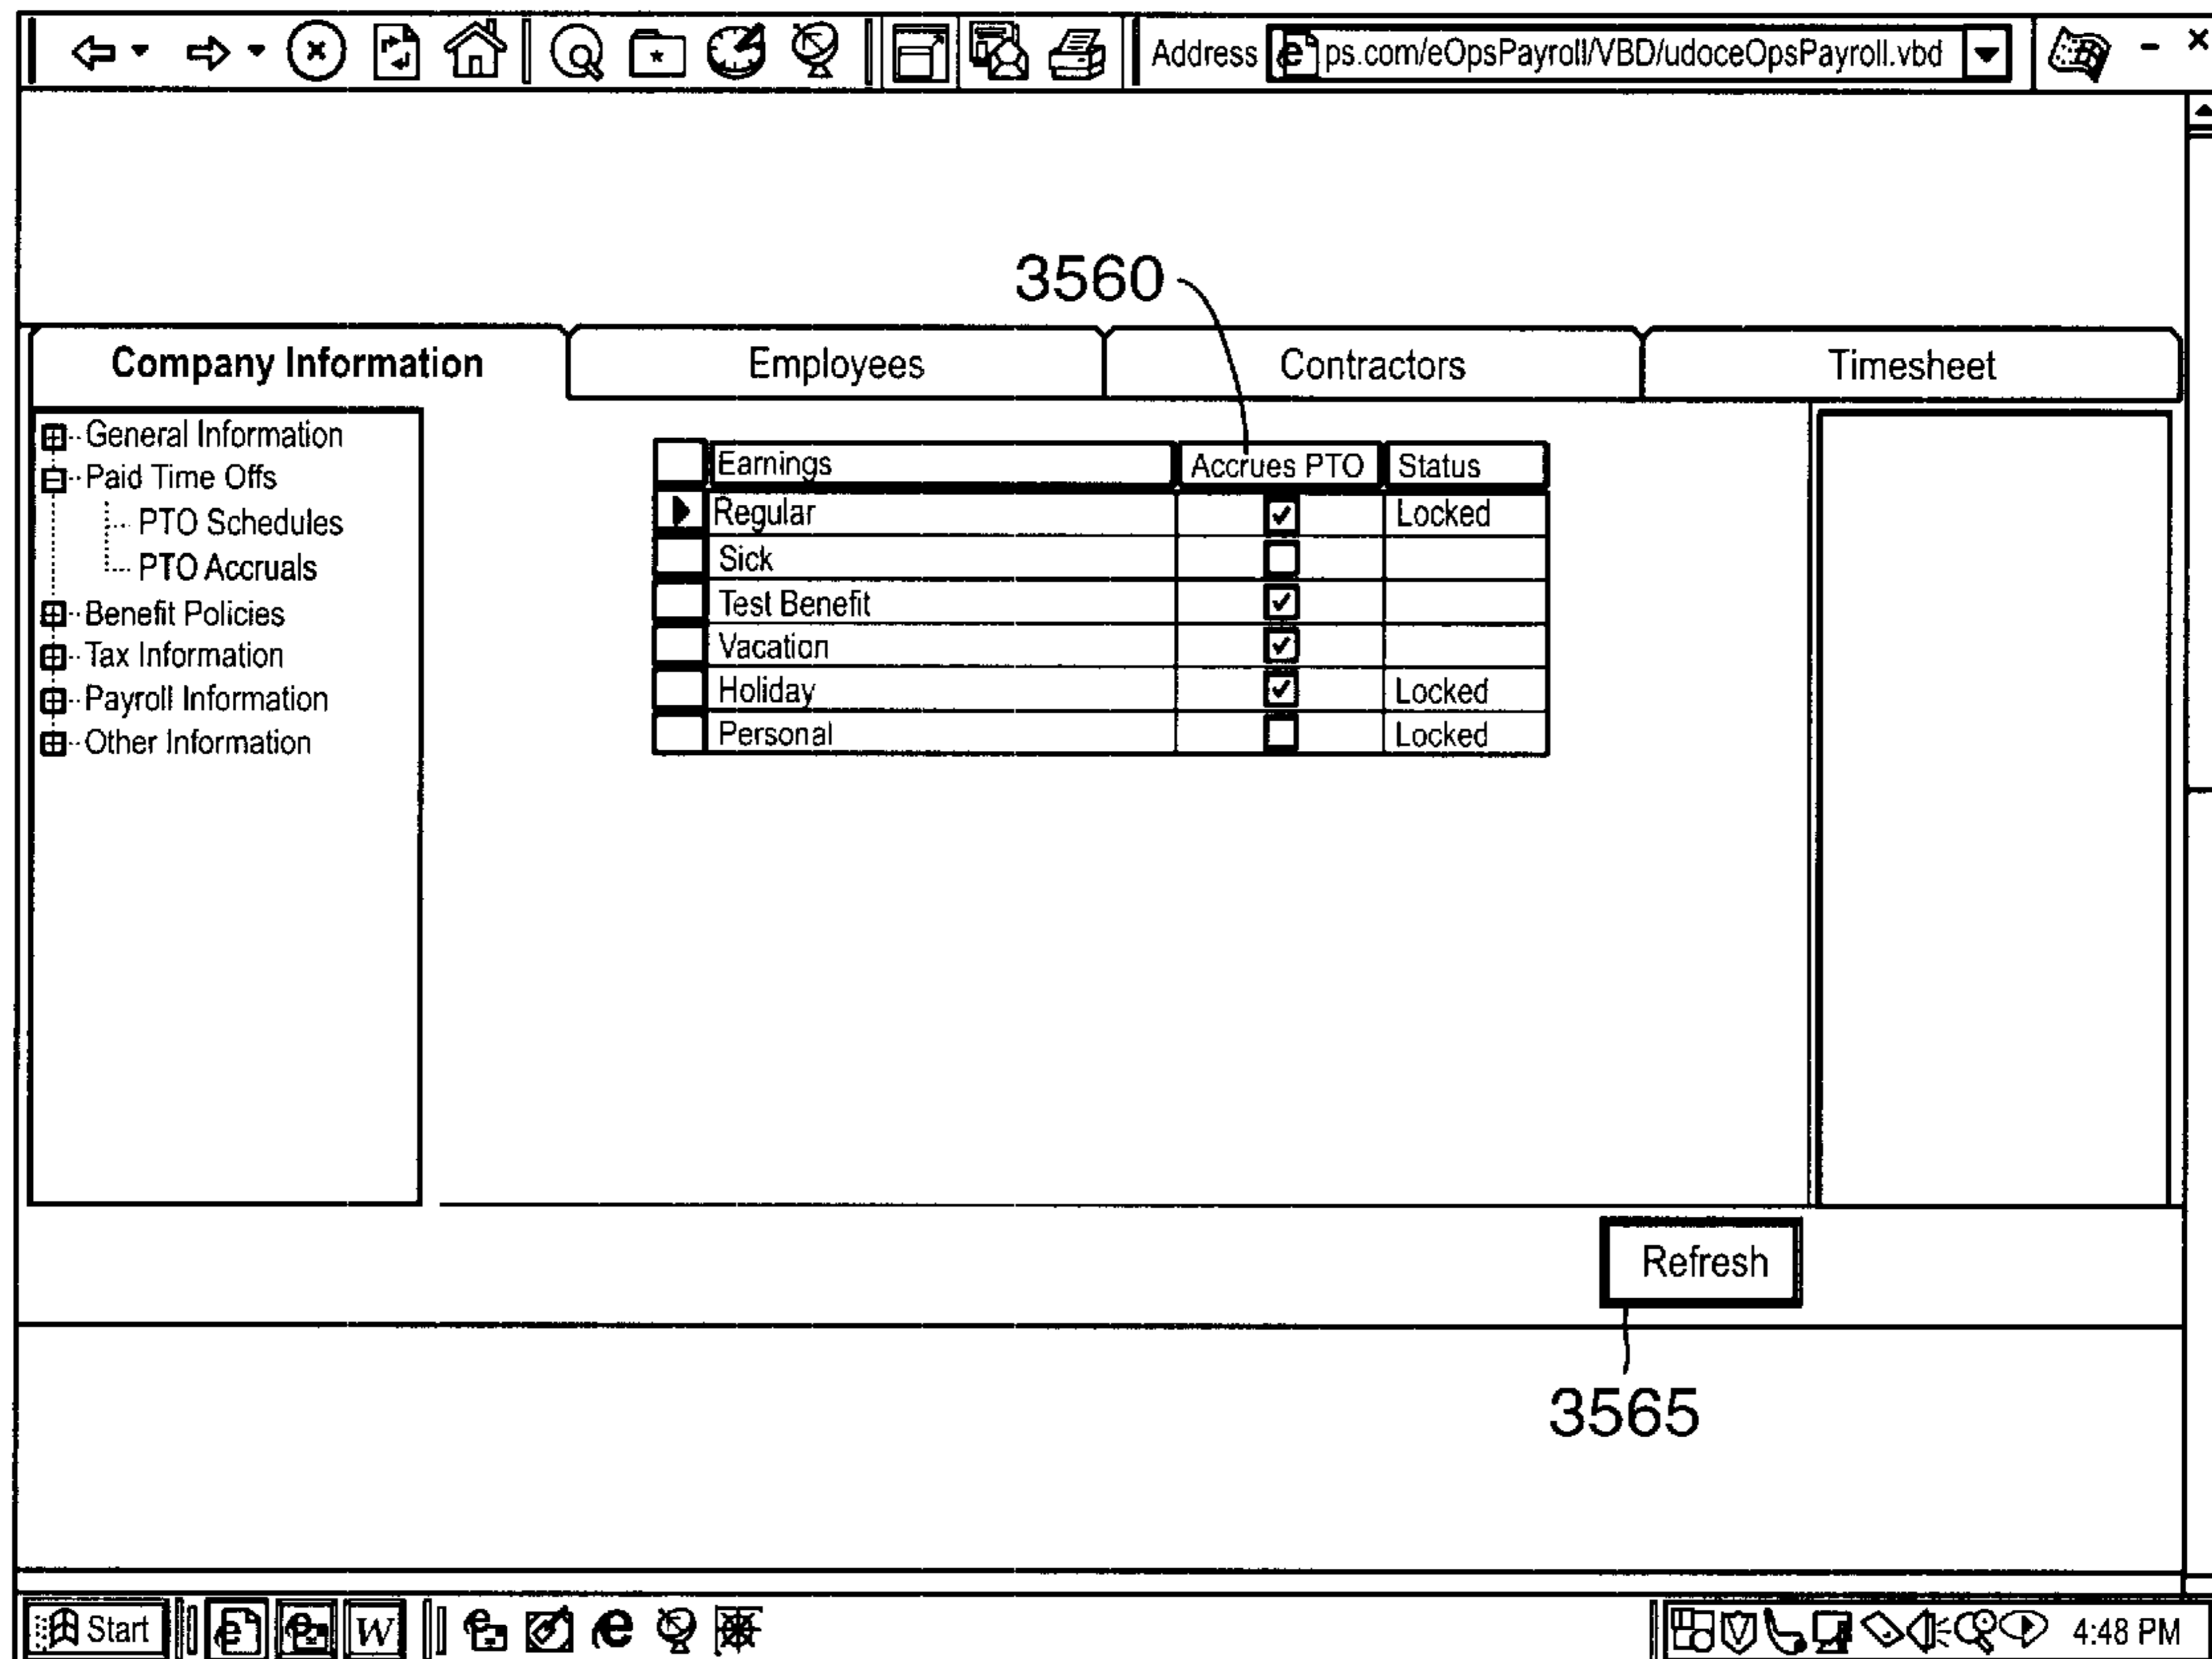 Address ps.com/eOpsPayroll/VBD/udoceOpsPayroll.vbd
3560
Company Information Employees Contractors Timesheet
General Information
Paid Time Offs
PTO Schedules
PTO Accruals
Benefit Policies
Tax Information
Payroll Information
Other Information
Earnings Accrues PTO Status
Regular Locked
Sick
Test Benefit
Vacation
Holiday Locked
Personal Locked
Refresh
3565
Start W 4:48 PM